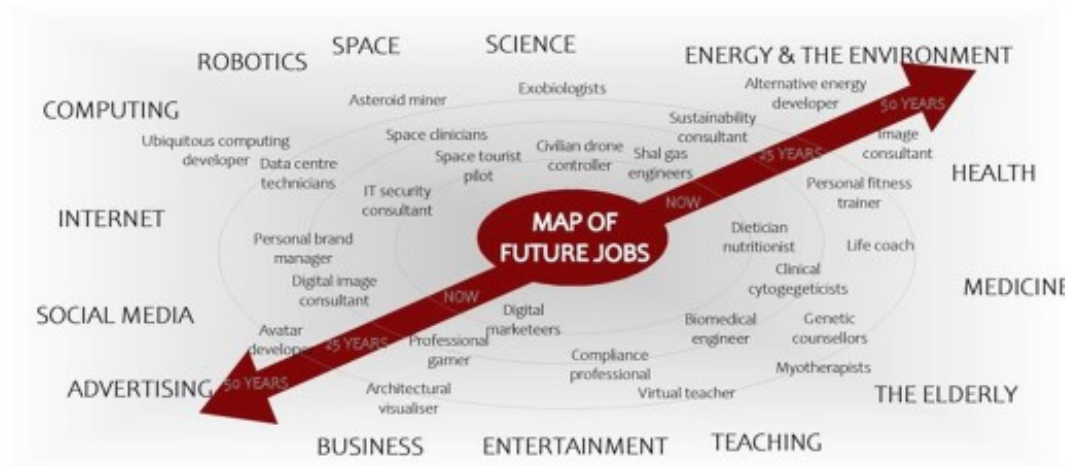 SPACE
SCIENCE
ROBOTICS
ENERGY & THE ENVIRONMENT
COMPUTING
Asteroid miner
Exobiologists
Alternative energy
developer
50 YEARS
Ubiquitous computing
developer
Data centre
technicians
Space clinicians
Space tourist
pilot
Civilian drone
controller
Shal gas
engineers
Sustainability
consultant
25 YEARS
Image
consultant
HEALTH
INTERNET
IT security
consultant
MAP OF
FUTURE JOBS
NOW
Personal fitness
trainer
Personal brand
manager
Dietician
nutritionist
Life coach
Digital image
consultant
NOW
Clinical
cytogegeticists
MEDICINE
SOCIAL MEDIA
Avatar
develope
25 YEARS
Professional
gamer
Digital
marketeers
Biomedical
engineer
Genetic
counsellors
ADVERTISING
50 YEARS
Architectural
visualiser
Compliance
professional
Virtual teacher
Myotherapists
THE ELDERLY
BUSINESS
ENTERTAINMENT
TEACHING